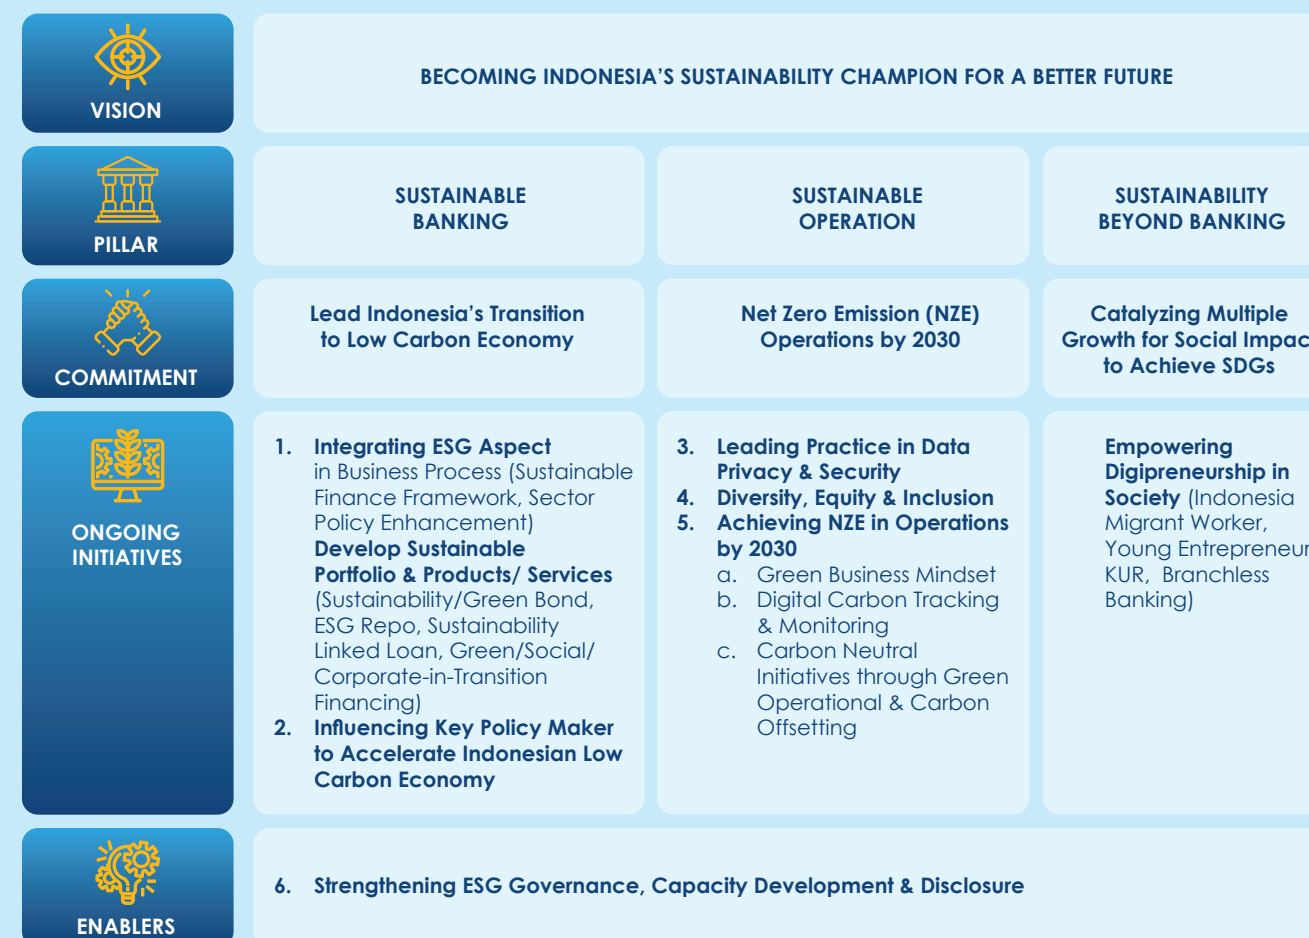 VISION
BECOMING INDONESIA’S SUSTAINABILITY CHAMPION FOR A BETTER FUTURE
PILLAR
SUSTAINABLE
BANKING
SUSTAINABLE
OPERATION
SUSTAINABILITY
BEYOND BANKING
COMMITMENT
Lead Indonesia’s Transition
to Low Carbon Economy
Net Zero Emission (NZE)
Operations by 2030
Catalyzing Multiple
Growth for Social Impac
to Achieve SDGs
ONGOING
INITIATIVES
1. Integrating ESG Aspect
in Business Process (Sustainable
Finance Framework, Sector
Policy Enhancement)
Develop Sustainable
Portfolio & Products/ Services
(Sustainability/Green Bond,
ESG Repo, Sustainability
Linked Loan, Green/Social/
Corporate-in-Transition
Financing)
2. Influencing Key Policy Maker
to Accelerate Indonesian Low
Carbon Economy
3. Leading Practice in Data
Privacy & Security
4. Diversity, Equity & Inclusion
5. Achieving NZE in Operations
by 2030
a. Green Business Mindset
b. Digital Carbon Tracking
& Monitoring
c. Carbon Neutral
Initiatives through Green
Operational & Carbon
Offsetting
Empowering
Digipreneurship in
Society (Indonesia
Migrant Worker,
Young Entrepreneur
KUR, Branchless
Banking)
ENABLERS
6. Strengthening ESG Governance, Capacity Development & Disclosure